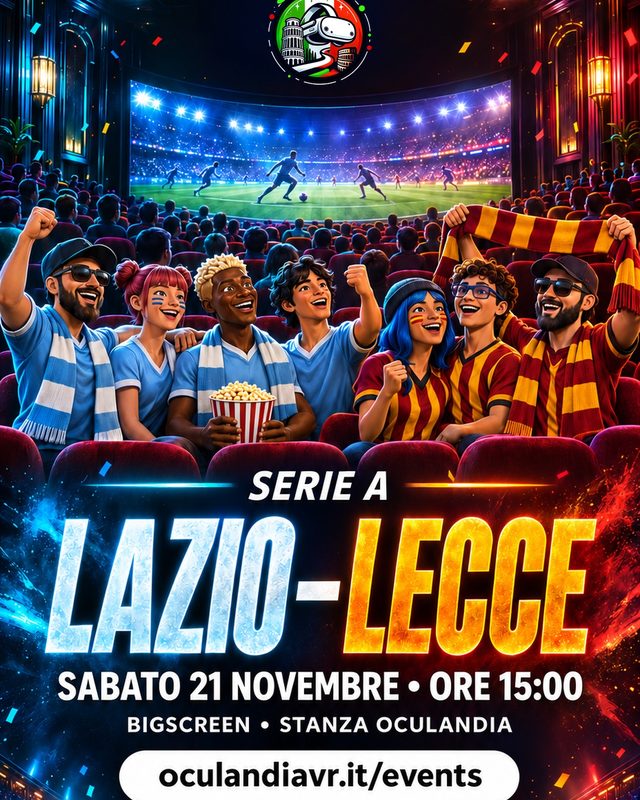 SERIE A
LAZIO-LECCE
SABATO 21 NOVEMBRE • ORE 15:00
BIGSCREEN • STANZA OCULANDIA
oculandiavr.it/events